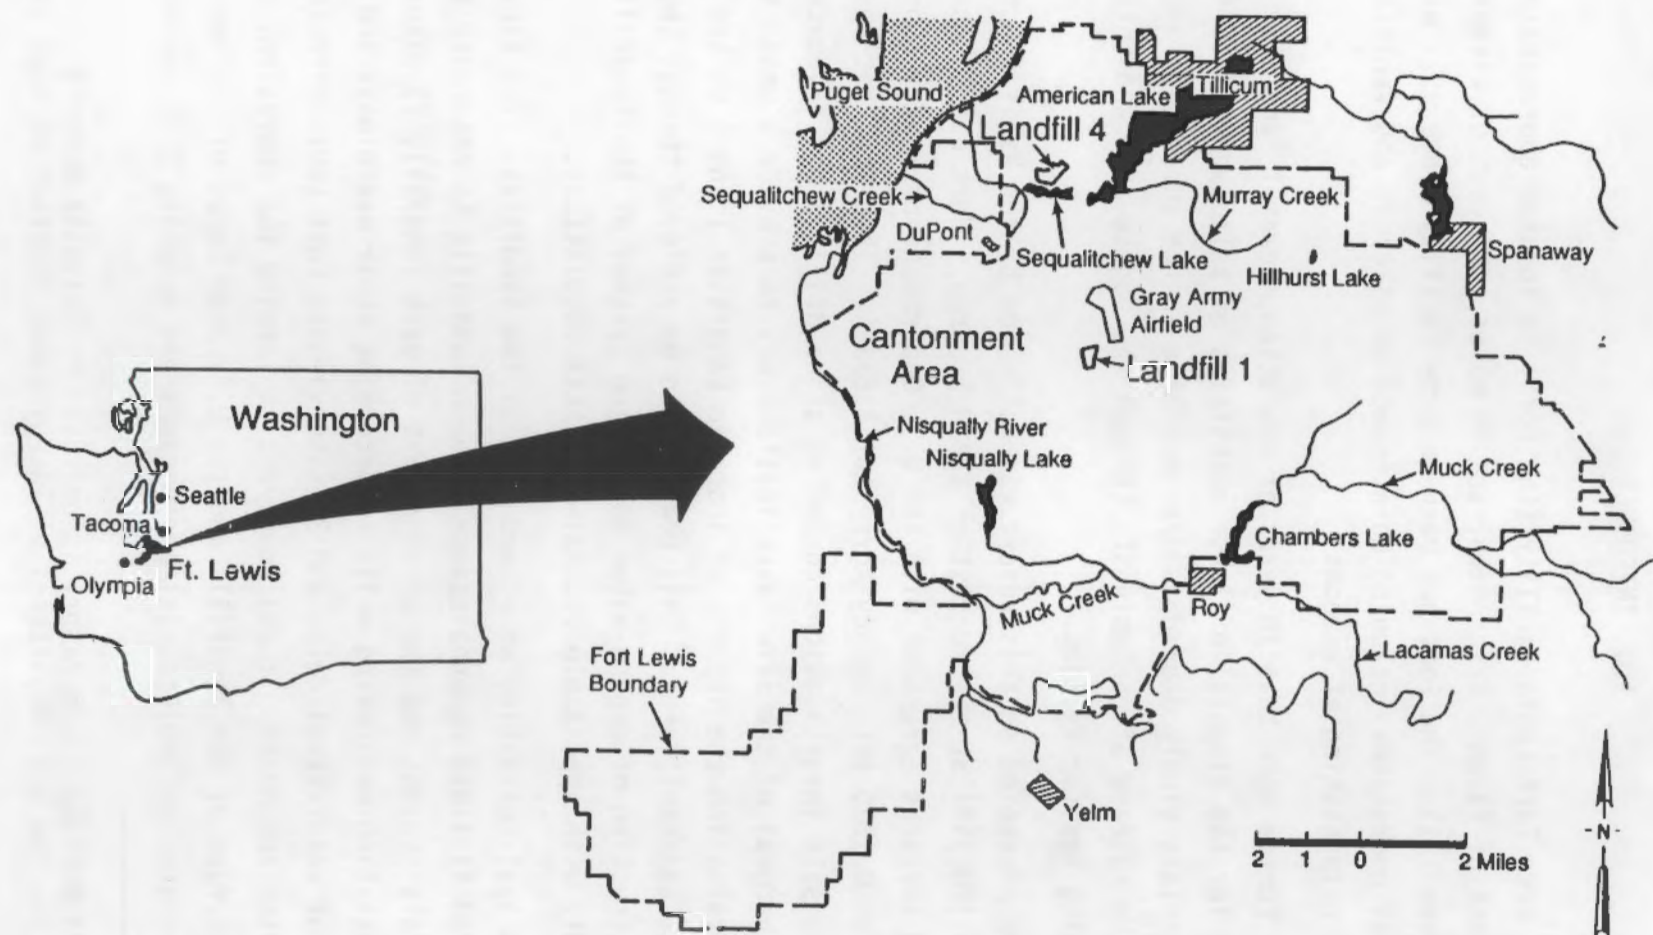 Puget Sound
American Lake
Tillicum
Landfill 4
Sequalitchew Creek
Murray Creek
DuPont
Sequalitchew Lake
Spanaway
Hillhurst Lake
Gray Army
Airfield
Cantonment
Area
Landfill 1
Washington
Nisqually River
Nisqually Lake
Muck Creek
Seattle
Tacoma
Chambers Lake
Ft. Lewis
Olympia
Muck Creek
Roy
Lacamas Creek
Fort Lewis
Boundary
Yelm
N
2 1 0 2 Miles